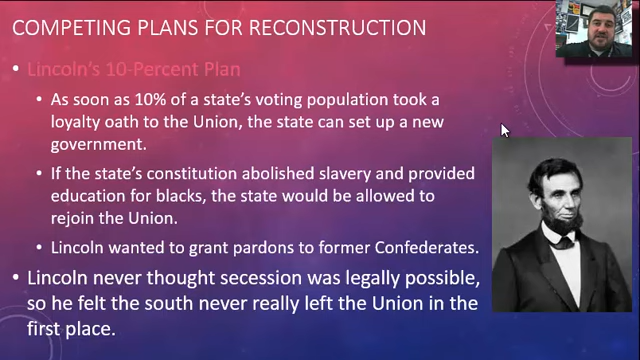 COMPETING PLANS FOR RECONSTRUCTION
• Lincoln's 10-Percent Plan
• As soon as 10% of a state's voting population took a
loyalty oath to the Union, the state can set up a new
government.
• If the state's constitution abolished slavery and provided
education for blacks, the state would be allowed to
rejoin the Union.
• Lincoln wanted to grant pardons to former Confederates.
• Lincoln never thought secession was legally possible,
so he felt the south never really left the Union in the
first place.